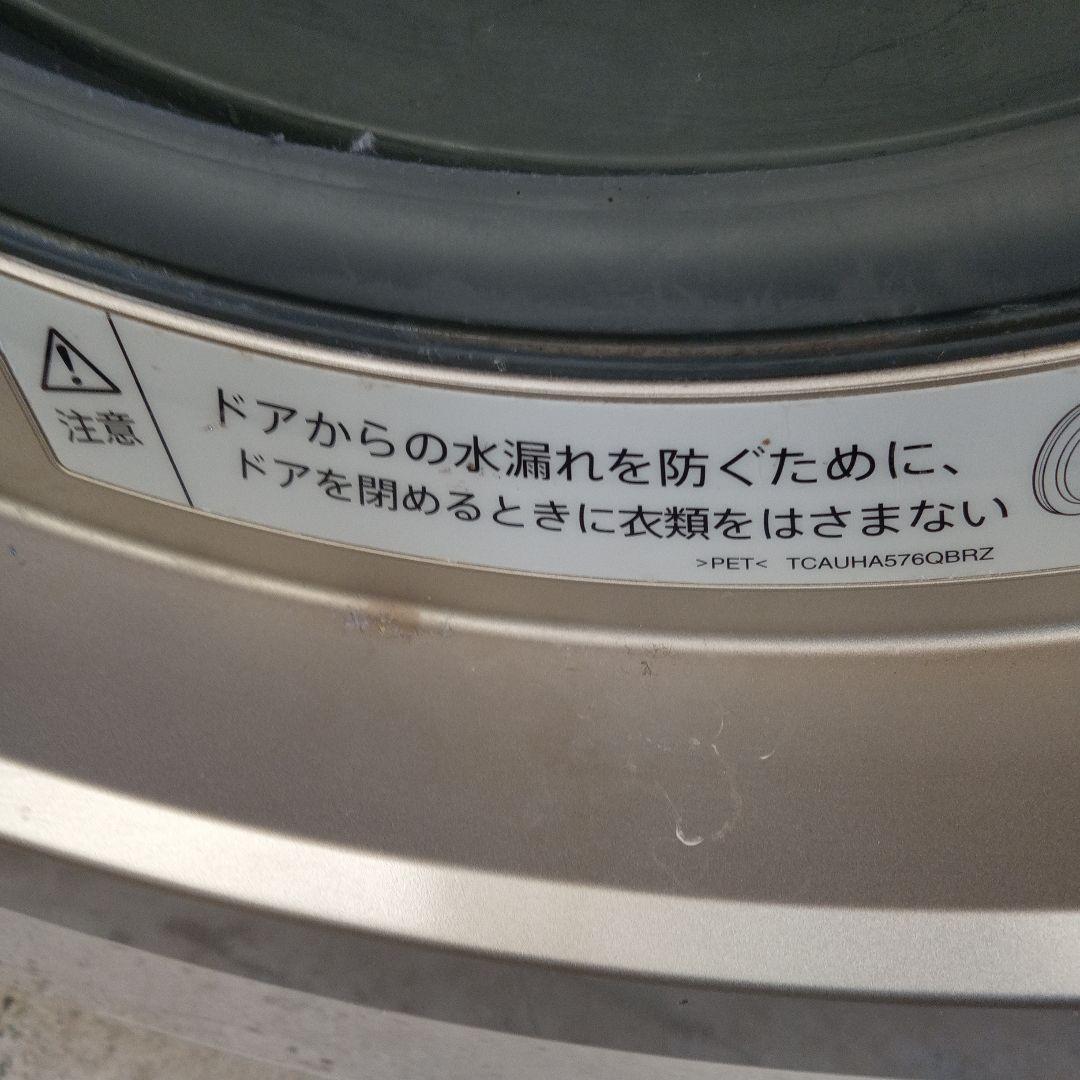 注意
ドアからの水漏れを防ぐために、
ドアを閉めるときに衣類をはさまない
>PET< TCAUHA576QBRZ